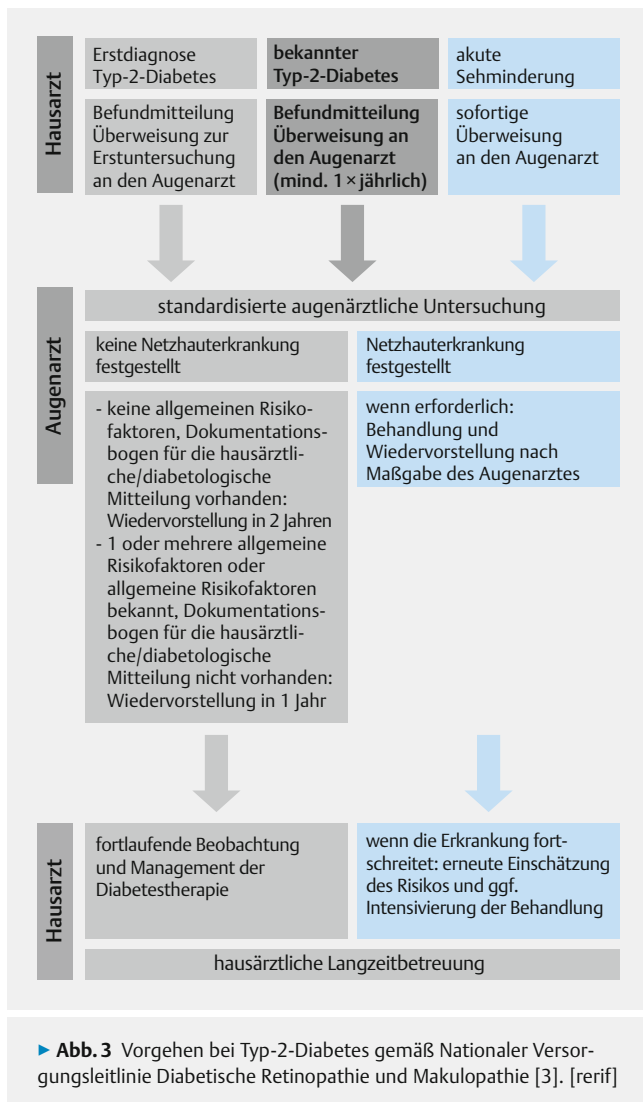 Hausarzt
Erstdiagnose
Typ-2-Diabetes
Befundmitteilung
Überweisung zur
Erstuntersuchung
an den Augenarzt
bekannter
Typ-2-Diabetes
Befundmitteilung
Überweisung an
den Augenarzt
(mind. 1 × jährlich)
akute
Sehminderung
sofortige
Überweisung
an den Augenarzt
Augenarzt
standardisierte augenärztliche Untersuchung
keine Netzhauterkrankung
festgestellt
- keine allgemeinen Risiko-
faktoren, Dokumentations-
bogen für die hausärztli-
che/diabetologische
Mitteilung vorhanden:
Wiedervorstellung in 2 Jahren
- 1 oder mehrere allgemeine
Risikofaktoren oder
allgemeine Risikofaktoren
bekannt, Dokumentations-
bogen für die hausärztli-
che/diabetologische
Mitteilung nicht vorhanden:
Wiedervorstellung in 1 Jahr
Netzhauterkrankung
festgestellt
wenn erforderlich:
Behandlung und
Wiedervorstellung nach
Maßgabe des Augenarztes
Hausarzt
fortlaufende Beobachtung
und Management der
Diabetestherapie
wenn die Erkrankung fort-
schreitet: erneute Einschätzung
des Risikos und ggf.
Intensivierung der Behandlung
hausärztliche Langzeitbetreuung
► Abb. 3 Vorgehen bei Typ-2-Diabetes gemäß Nationaler Versor-
gungsleitlinie Diabetische Retinopathie und Makulopathie [3]. [rerif]